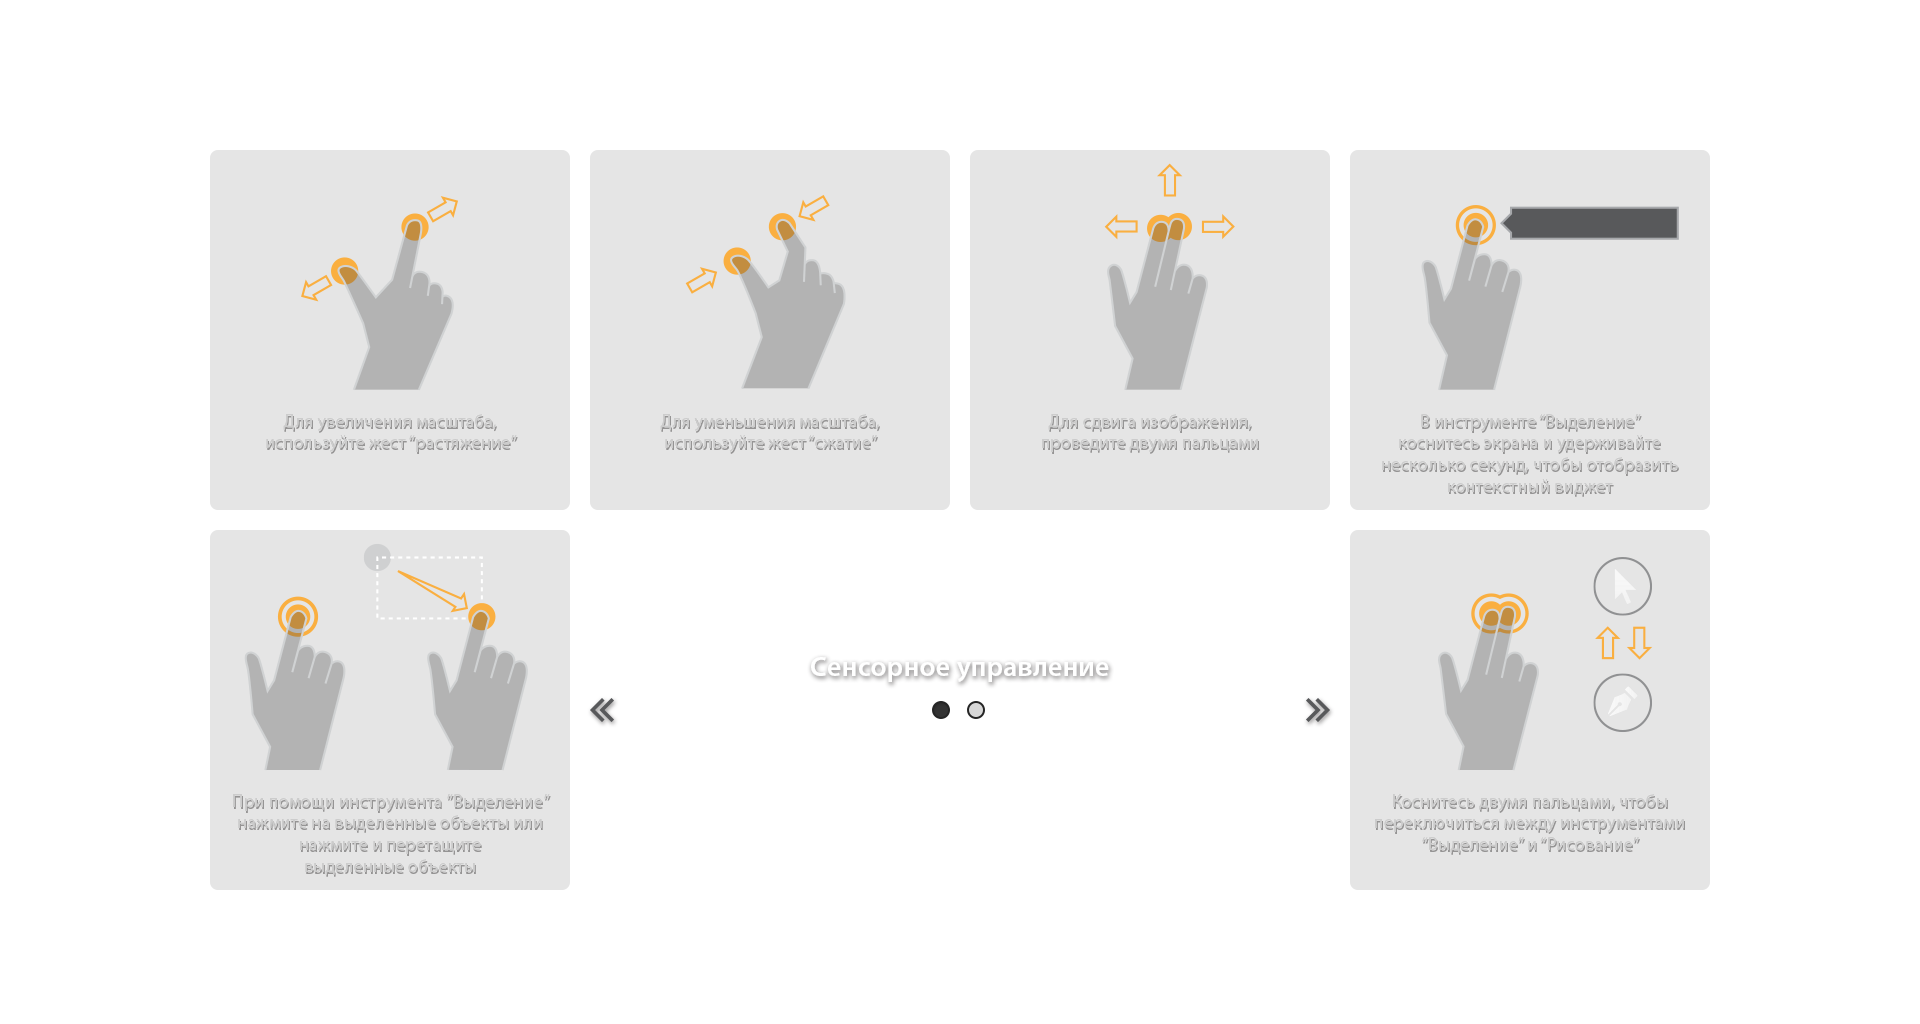 Для увеличения масштаба,
используйте жест "растяжение"
Для уменьшения масштаба,
используйте жест "сжатие"
Для сдвига изображения,
проведите двумя пальцами
В инструменте "Выделение"
коснитесь экрана и удерживайте
несколько секунд, чтобы отобразить
контекстный виджет
При помощи инструмента "Выделение"
нажмите на выделенные объекты или
нажмите и перетащите
выделенные объекты
Сенсорное управление
Коснитесь двумя пальцами, чтобы
переключиться между инструментами
"Выделение" и "Рисование"